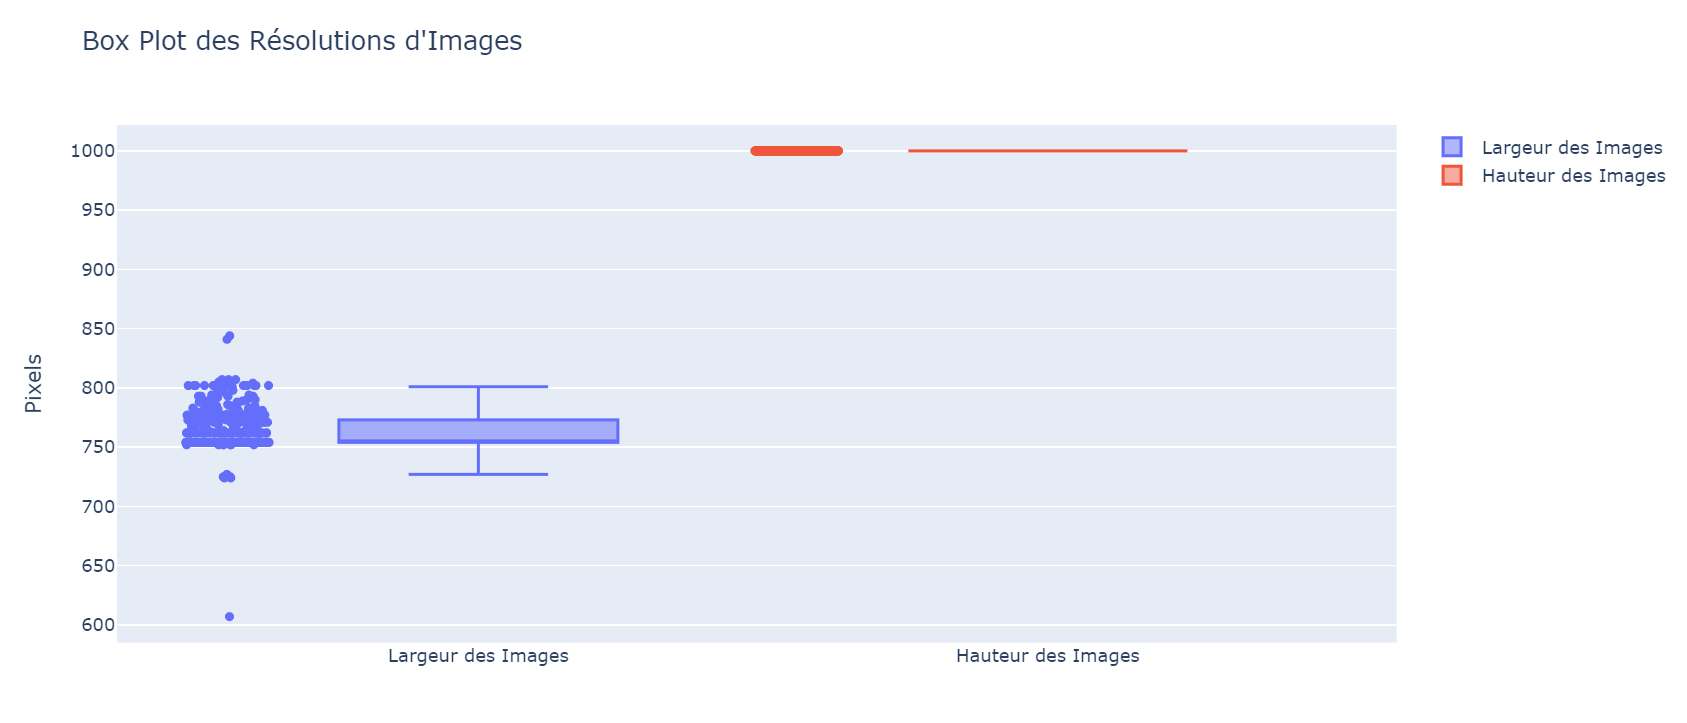 Box Plot des Résolutions d'Images
Largeur des Images
Hauteur des Images
Pixels
1000
950
900
850
800
750
700
650
600
Largeur des Images
Hauteur des Images